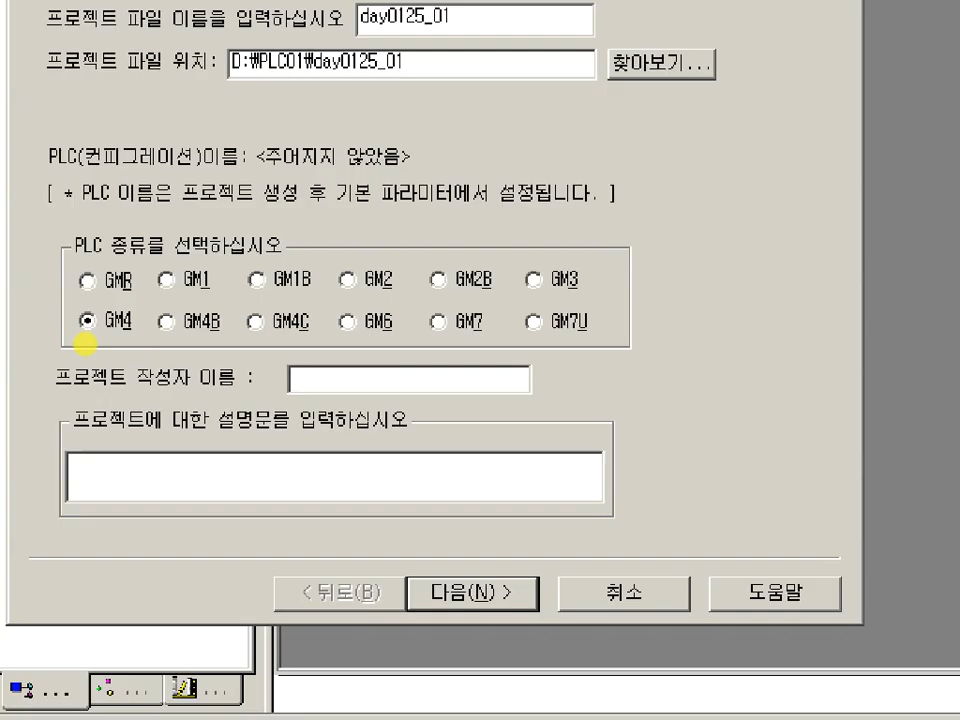 프로젝트 파일 이름을 입력하십시오 day0125_01
프로젝트 파일 위치: D:₩PLC01₩day0125_01 찾아보기...
PLC(컨피그레이션)이름: <주어지지 않았음>
[ * PLC 이름은 프로젝트 생성 후 기본 파라미터에서 설정됩니다. ]
PLC 종류를 선택하십시오
GMR GM1 GM1B GM2 GM2B GM3
GM4 GM4B GM4C GM6 GM7 GM7U
프로젝트 작성자 이름 :
프로젝트에 대한 설명문를 입력하십시오
< 뒤로(B) 다음(N) > 취소 도움말
... ... ...